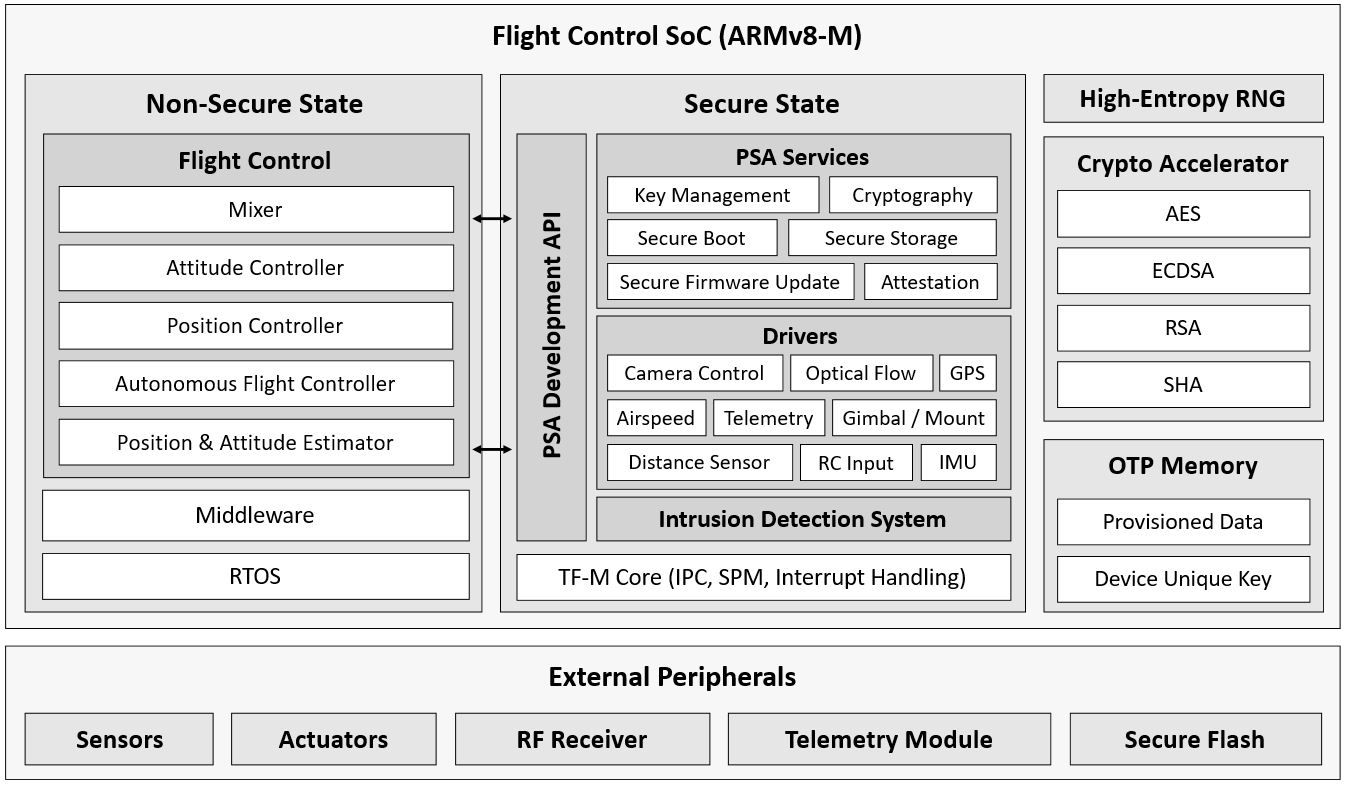 Flight Control SoC (ARMv8-M)
Non-Secure State
Flight Control
Mixer
Attitude Controller
Position Controller
Autonomous Flight Controller
Position & Attitude Estimator
Middleware
RTOS
Secure State
PSA Development API
PSA Services
Key Management
Cryptography
Secure Boot
Secure Storage
Secure Firmware Update
Attestation
Drivers
Camera Control
Optical Flow
GPS
Airspeed
Telemetry
Gimbal / Mount
Distance Sensor
RC Input
IMU
Intrusion Detection System
TF-M Core (IPC, SPM, Interrupt Handling)
High-Entropy RNG
Crypto Accelerator
AES
ECDSA
RSA
SHA
OTP Memory
Provisioned Data
Device Unique Key
External Peripherals
Sensors
Actuators
RF Receiver
Telemetry Module
Secure Flash